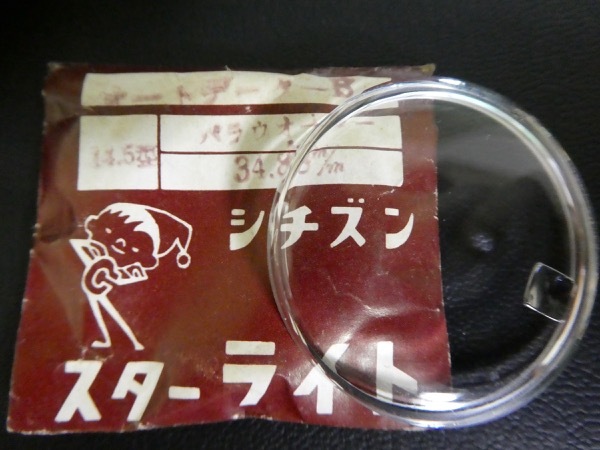 オートデーターB
パラウオーター
14.5型
34.85m/m
シチズン
スターライト